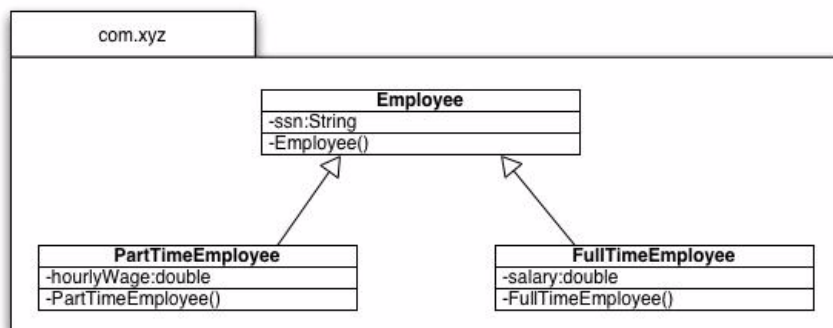 com.xyz
Employee
-ssn:String
-Employee()
PartTimeEmployee
-hourlyWage:double
-PartTimeEmployee()
FullTimeEmployee
-salary:double
-FullTimeEmployee()